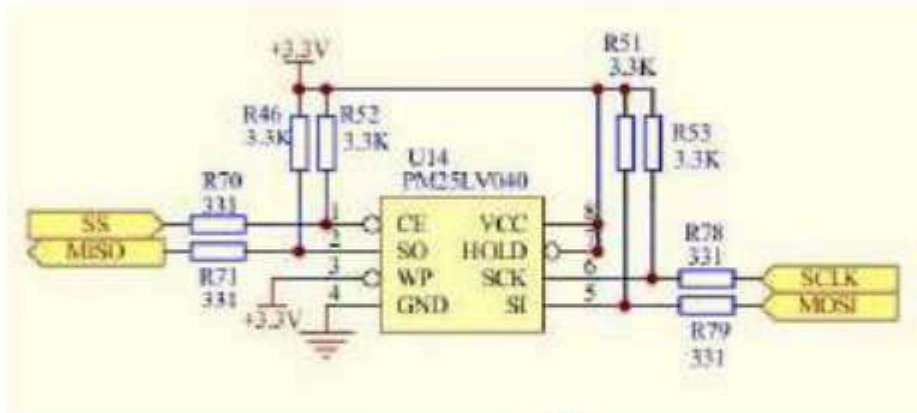 +3.3V
R51
3.3K
R46
3.3K
R52
3.3K
R53
3.3K
U14
PM25LV040
R70
331
SS
MISO
R71
331
+3.3V
1
2
3
4
CE
SO
WP
GND
VCC
HOLD
SCK
SI
8
7
6
5
R78
331
SCLK
MOSI
R79
331